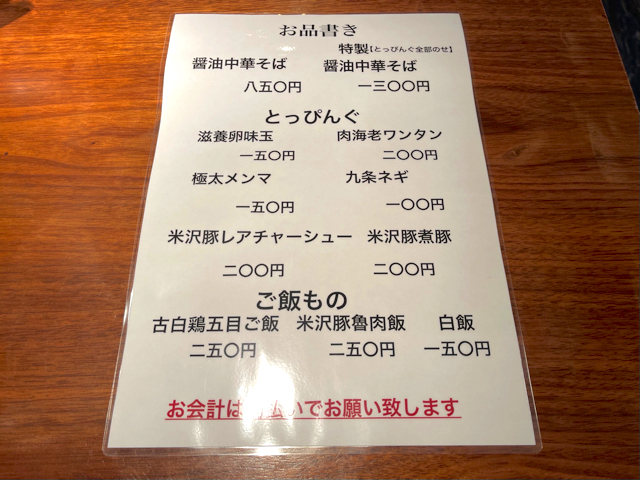 お品書き
特製【とっぴんぐ全部のせ】
醤油中華そば 醤油中華そば
八五〇円 一三〇〇円
とっぴんぐ
滋養卵味玉 肉海老ワンタン
一五〇円 二〇〇円
極太メンマ 九条ネギ
一五〇円 一〇〇円
米沢豚レアチャーシュー 米沢豚煮豚
二〇〇円 二〇〇円
ご飯もの
古白鶏五目ご飯 米沢豚魯肉飯 白飯
二五〇円 二五〇円 一五〇円
お会計は 払いでお願い致します